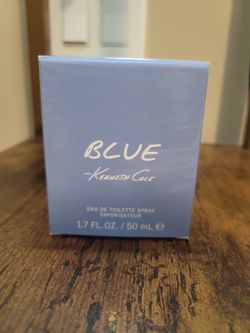 BLUE
-KENNETH COLE
EAU DE TOILETTE SPRAY
VAPORISATEUR
1.7 FL.OZ. / 50 mL ℮